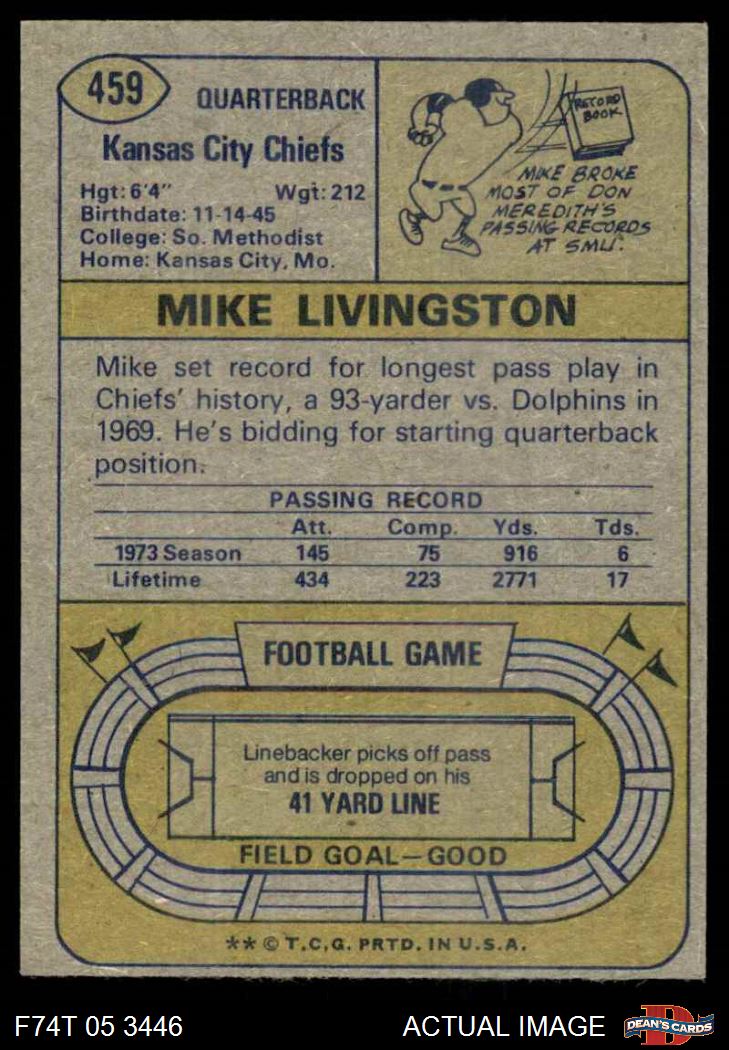 459
QUARTERBACK
Kansas City Chiefs
Hgt: 6'4" Wgt: 212
Birthdate: 11-14-45
College: So. Methodist
Home: Kansas City, Mo.
RECORD
BOOK
MIKE BROKE
MOST OF DON
MEREDITH'S
PASSING RECORDS
AT SMU.
MIKE LIVINGSTON
Mike set record for longest pass play in
Chiefs' history, a 93-yarder vs. Dolphins in
1969. He's bidding for starting quarterback
position.
PASSING RECORD
Att. Comp. Yds. Tds.
1973 Season 145 75 916 6
Lifetime 434 223 2771 17
FOOTBALL GAME
Linebacker picks off pass
and is dropped on his
41 YARD LINE
FIELD GOAL—GOOD
** © T.C.G. PRTD. IN U.S.A.
F74T 05 3446 ACTUAL IMAGE
D
DEAN'S CARDS